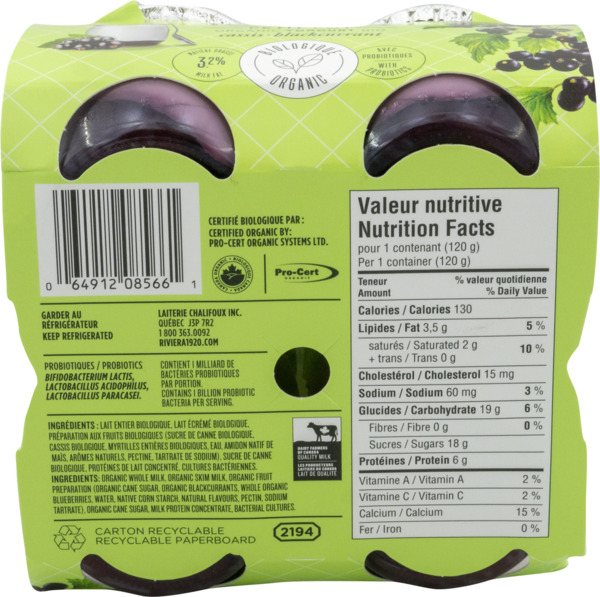 cassis • blackcurrant
3.2%
MILK FAT
BIOLOGIQUE
ORGANIC
AVEC
PROBIOTIQUES
WITH
PROBIOTICS
0 64912 08566 1
CERTIFIÉ BIOLOGIQUE PAR :
CERTIFIED ORGANIC BY:
PRO-CERT ORGANIC SYSTEMS LTD.
Pro-Cert
ORGANIC
GARDER AU
RÉFRIGÉRATEUR
KEEP REFRIGERATED
LAITERIE CHALIFOUX INC.
QUÉBEC J3P 7R2
1 800 363.0092
RIVIERA1920.COM
PROBIOTIQUES / PROBIOTICS
BIFIDOBACTERIUM LACTIS,
LACTOBACILLUS ACIDOPHILUS,
LACTOBACILLUS PARACASEI.
CONTIENT 1 MILLIARD DE
BACTÉRIES PROBIOTIQUES
PAR PORTION.
CONTAINS 1 BILLION PROBIOTIC
BACTERIA PER SERVING.
INGRÉDIENTS : LAIT ENTIER BIOLOGIQUE, LAIT ÉCRÉMÉ BIOLOGIQUE,
PRÉPARATION AUX FRUITS BIOLOGIQUES (SUCRE DE CANNE BIOLOGIQUE,
CASSIS BIOLOGIQUE, MYRTILLES ENTIÈRES BIOLOGIQUES, EAU, AMIDON NATIF DE
MAÏS, ARÔMES NATURELS, PECTINE, TARTRATE DE SODIUM), SUCRE DE CANNE
BIOLOGIQUE, PROTÉINES DE LAIT CONCENTRÉ, CULTURES BACTÉRIENNES.
INGREDIENTS: ORGANIC WHOLE MILK, ORGANIC SKIM MILK, ORGANIC FRUIT
PREPARATION (ORGANIC CANE SUGAR, ORGANIC BLACKCURRANTS, WHOLE ORGANIC
BLUEBERRIES, WATER, NATIVE CORN STARCH, NATURAL FLAVOURS, PECTIN, SODIUM
TARTRATE), ORGANIC CANE SUGAR, MILK PROTEIN CONCENTRATE, BACTERIAL CULTURES.
DAIRY FARMERS
OF CANADA
QUALITY MILK
LES PRODUCTEURS
LAITIERS DU CANADA
LAIT DE QUALITÉ
CARTON RECYCLABLE
RECYCLABLE PAPERBOARD
2194
Valeur nutritive
Nutrition Facts
pour 1 contenant (120 g)
Per 1 container (120 g)
Teneur % valeur quotidienne
Amount % Daily Value
Calories / Calories 130
Lipides / Fat 3,5 g 5 %
saturés / Saturated 2 g
+ trans / Trans 0 g 10 %
Cholestérol / Cholesterol 15 mg
Sodium / Sodium 60 mg 3 %
Glucides / Carbohydrate 19 g 6 %
Fibres / Fibre 0 g 0 %
Sucres / Sugars 18 g
Protéines / Protein 6 g
Vitamine A / Vitamin A 2 %
Vitamine C / Vitamin C 2 %
Calcium / Calcium 15 %
Fer / Iron 0 %